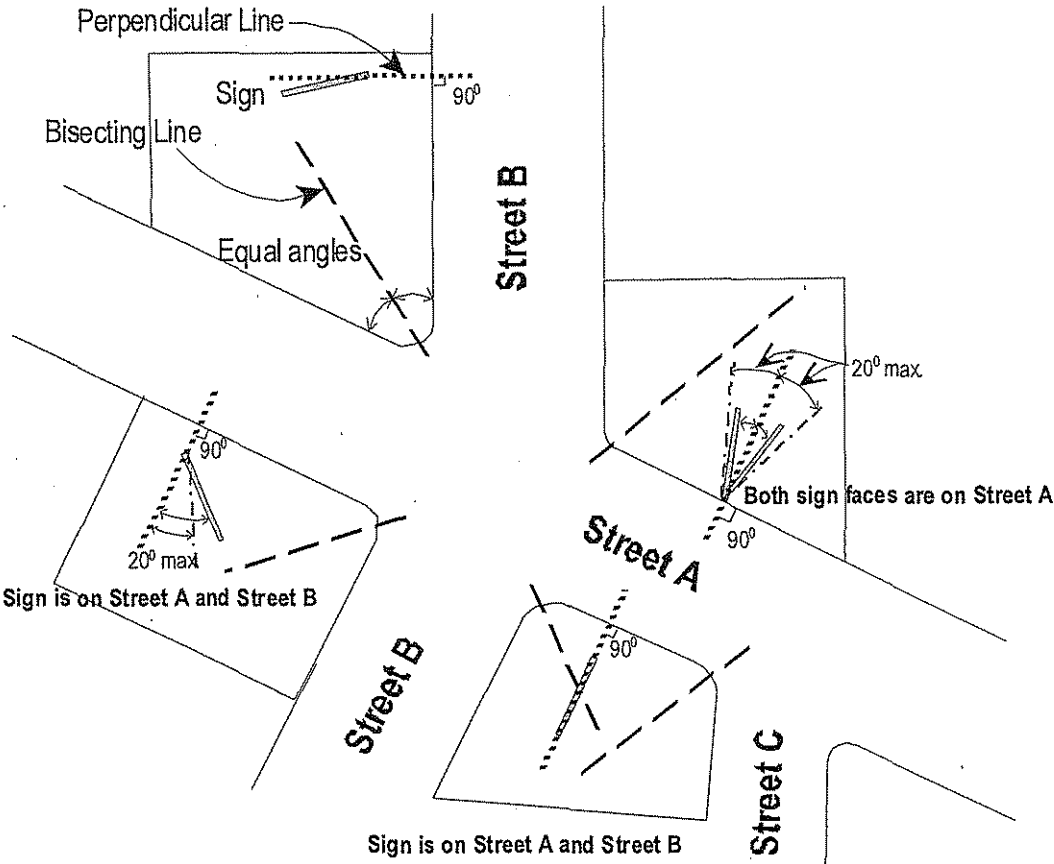 Perpendicular Line
Sign
90⁰
Bisecting Line
Street B
Equal angles
20⁰ max.
90⁰
Both sign faces are on Street A
90⁰
Street A
20⁰ max
Sign is on Street A and Street B
90⁰
Street B
Street C
Sign is on Street A and Street B